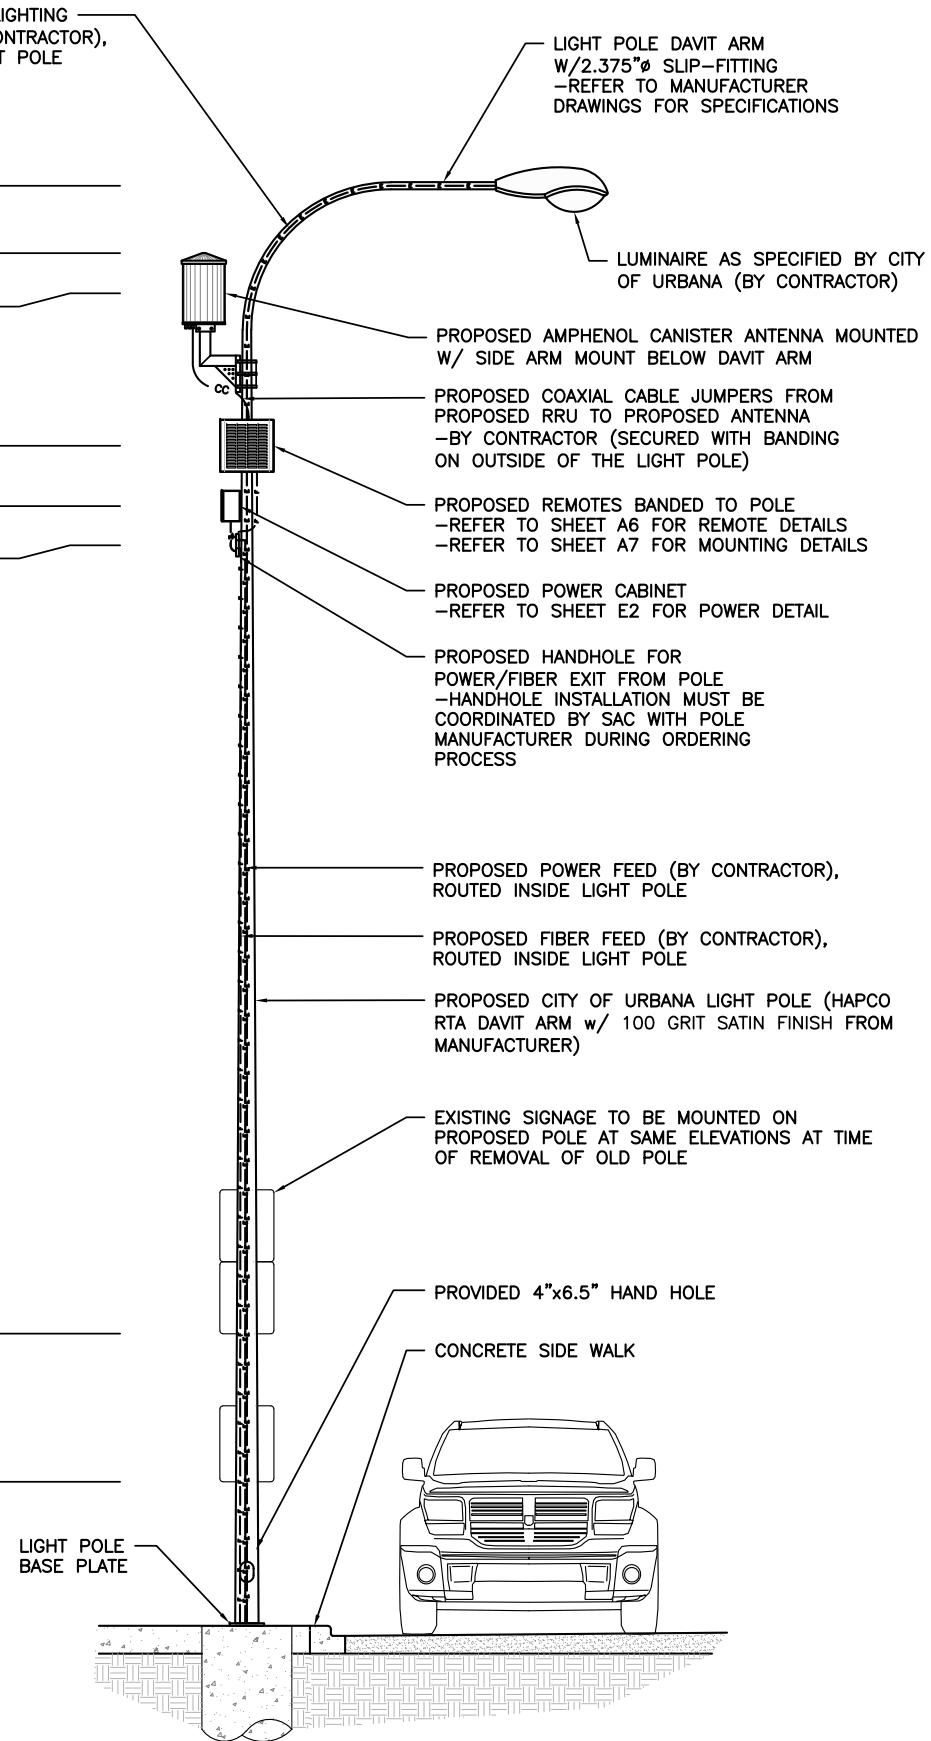 LIGHTING
CONTRACTOR),
POLE
LIGHT POLE DAVIT ARM
W/2.375"ø SLIP-FITTING
-REFER TO MANUFACTURER
DRAWINGS FOR SPECIFICATIONS
LUMINAIRE AS SPECIFIED BY CITY
OF URBANA (BY CONTRACTOR)
PROPOSED AMPHENOL CANISTER ANTENNA MOUNTED
W/ SIDE ARM MOUNT BELOW DAVIT ARM
PROPOSED COAXIAL CABLE JUMPERS FROM
PROPOSED RRU TO PROPOSED ANTENNA
-BY CONTRACTOR (SECURED WITH BANDING
ON OUTSIDE OF THE LIGHT POLE)
PROPOSED REMOTES BANDED TO POLE
-REFER TO SHEET A6 FOR REMOTE DETAILS
-REFER TO SHEET A7 FOR MOUNTING DETAILS
PROPOSED POWER CABINET
-REFER TO SHEET E2 FOR POWER DETAIL
PROPOSED HANDHOLE FOR
POWER/FIBER EXIT FROM POLE
-HANDHOLE INSTALLATION MUST BE
COORDINATED BY SAC WITH POLE
MANUFACTURER DURING ORDERING
PROCESS
PROPOSED POWER FEED (BY CONTRACTOR),
ROUTED INSIDE LIGHT POLE
PROPOSED FIBER FEED (BY CONTRACTOR),
ROUTED INSIDE LIGHT POLE
PROPOSED CITY OF URBANA LIGHT POLE (HAPCO
RTA DAVIT ARM w/ 100 GRIT SATIN FINISH FROM
MANUFACTURER)
EXISTING SIGNAGE TO BE MOUNTED ON
PROPOSED POLE AT SAME ELEVATIONS AT TIME
OF REMOVAL OF OLD POLE
PROVIDED 4"x6.5" HAND HOLE
CONCRETE SIDE WALK
LIGHT POLE
BASE PLATE